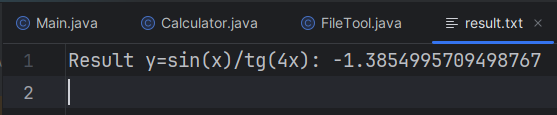 Main.java Calculator.java FileTool.java result.txt ×
1 Result y=sin(x)/tg(4x): -1.3854995709498767
2